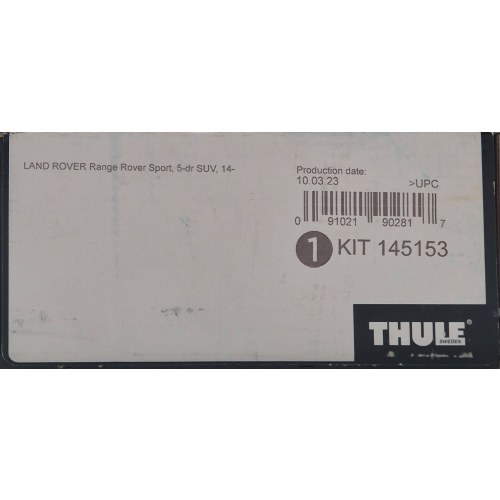 LAND ROVER Range Rover Sport, 5-dr SUV, 14-
Production date:
10.03.23 >UPC
0 91021 90281 7
1 KIT 145153
THULE®
SWEDEN